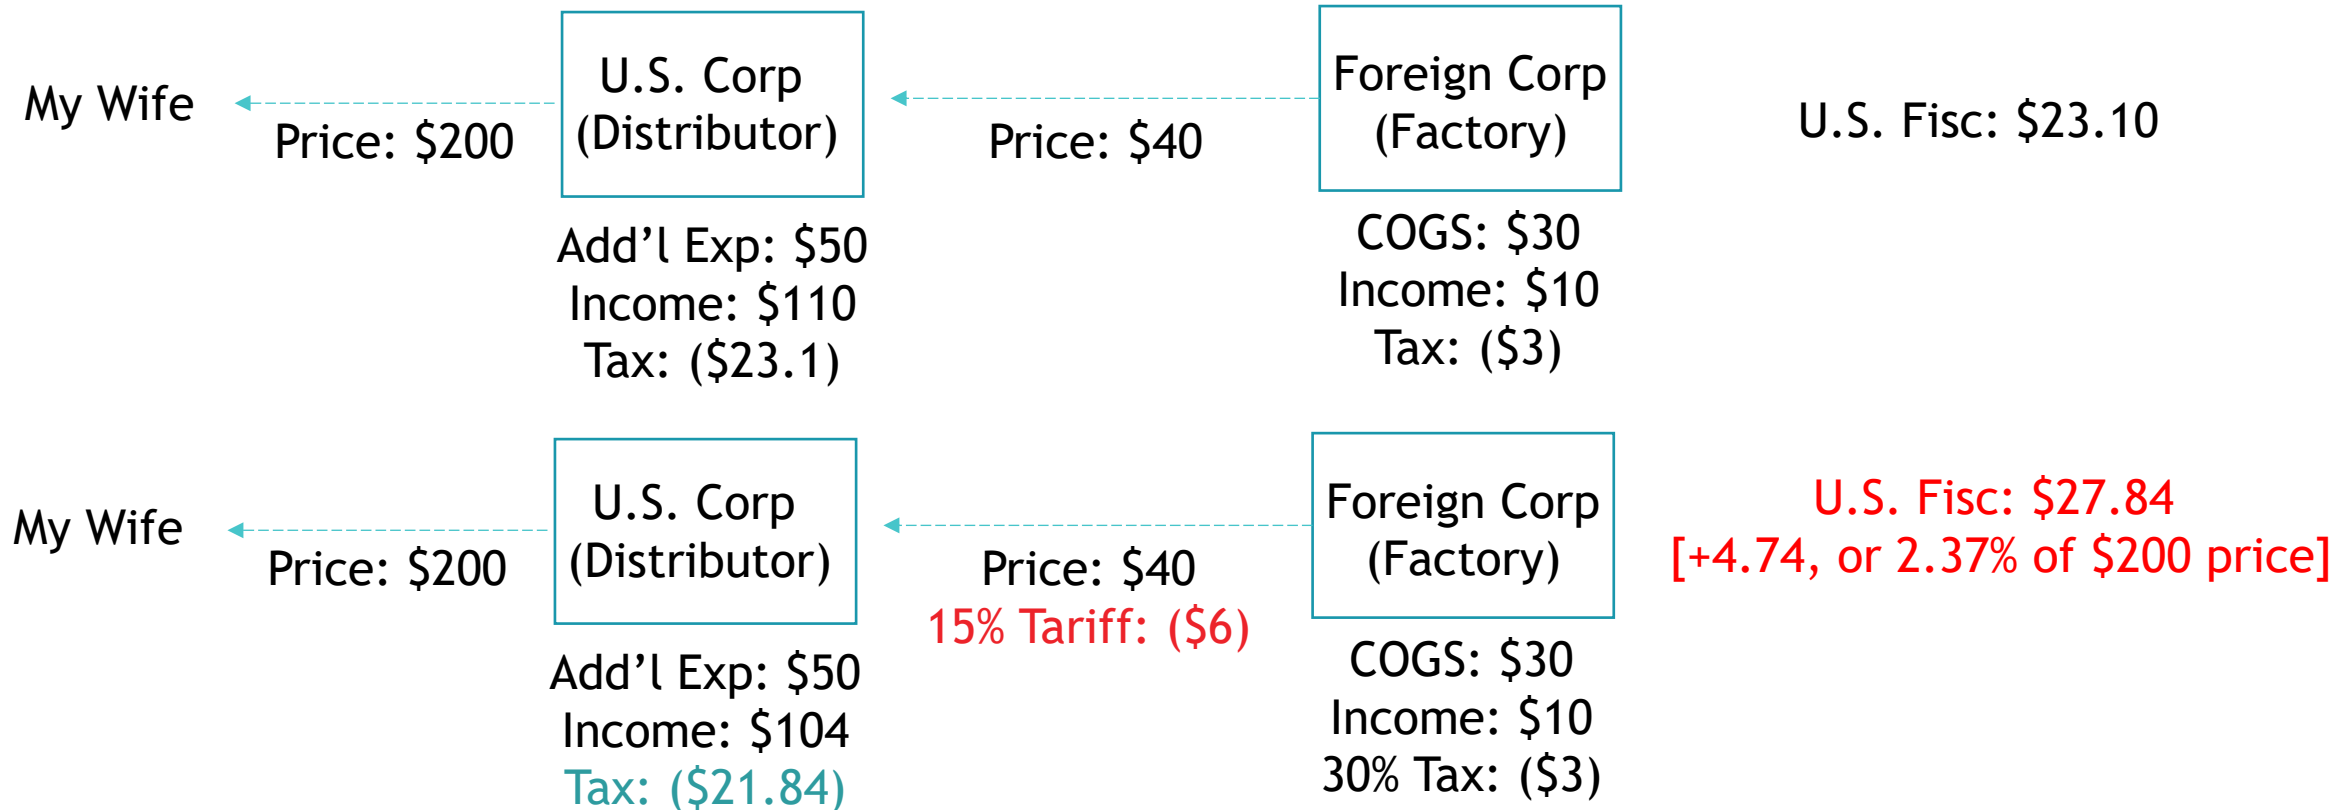 My Wife
Price: $200
U.S. Corp
(Distributor)
Add’l Exp: $50
Income: $110
Tax: ($23.1)
Price: $40
Foreign Corp
(Factory)
COGS: $30
Income: $10
Tax: ($3)
U.S. Fisc: $23.10
My Wife
Price: $200
U.S. Corp
(Distributor)
Add’l Exp: $50
Income: $104
Tax: ($21.84)
Price: $40
15% Tariff: ($6)
Foreign Corp
(Factory)
COGS: $30
Income: $10
30% Tax: ($3)
U.S. Fisc: $27.84
[+4.74, or 2.37% of $200 price]